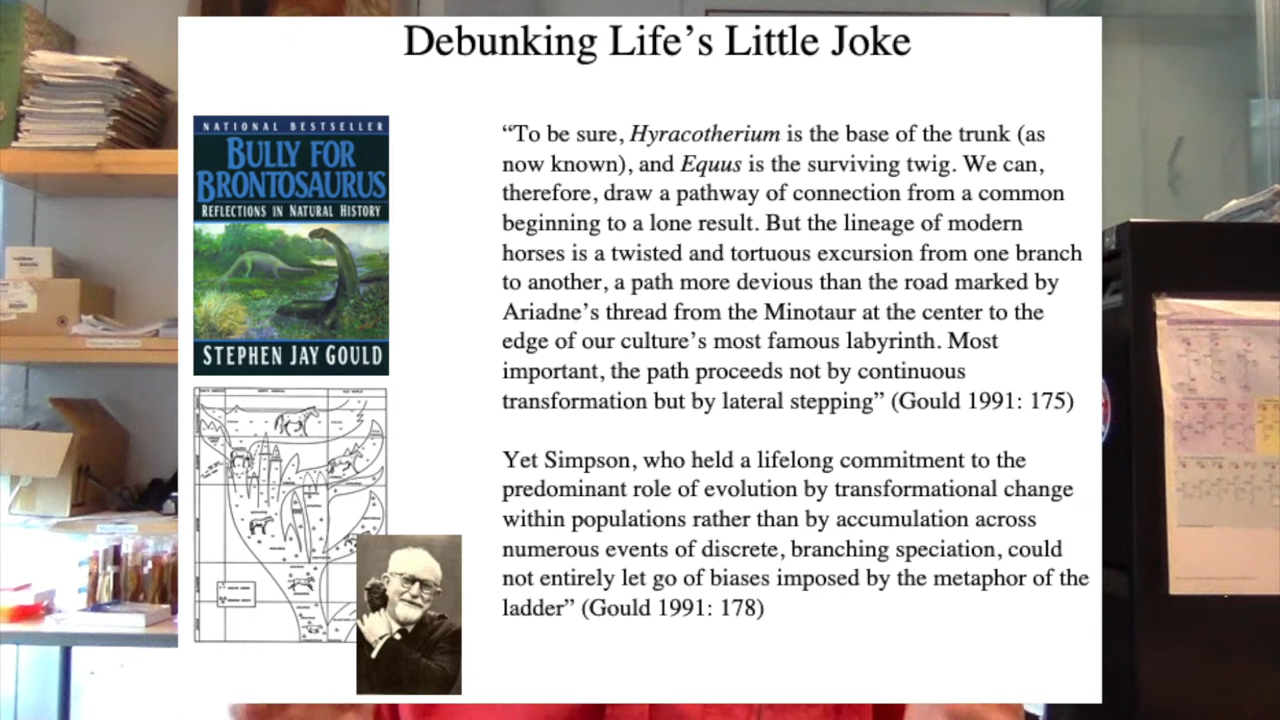 Debunking Life’s Little Joke
NATIONAL BESTSELLER
BULLY FOR
BRONTOSAURUS
REFLECTIONS IN NATURAL HISTORY
STEPHEN JAY GOULD
“To be sure, Hyracotherium is the base of the trunk (as
now known), and Equus is the surviving twig. We can,
therefore, draw a pathway of connection from a common
beginning to a lone result. But the lineage of modern
horses is a twisted and tortuous excursion from one branch
to another, a path more devious than the road marked by
Ariadne’s thread from the Minotaur at the center to the
edge of our culture’s most famous labyrinth. Most
important, the path proceeds not by continuous
transformation but by lateral stepping” (Gould 1991: 175)
Yet Simpson, who held a lifelong commitment to the
predominant role of evolution by transformational change
within populations rather than by accumulation across
numerous events of discrete, branching speciation, could
not entirely let go of biases imposed by the metaphor of the
ladder” (Gould 1991: 178)